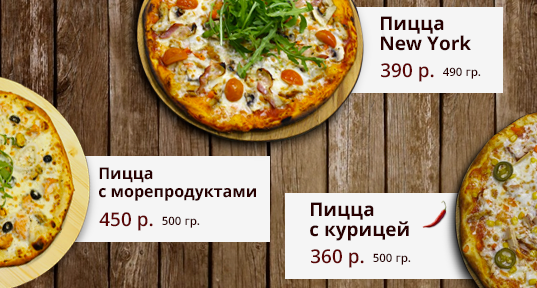 Пицца
New York
390 р. 490 гр.
Пицца
с морепродуктами
450 р. 500 гр.
Пицца
с курицей
360 р. 500 гр.